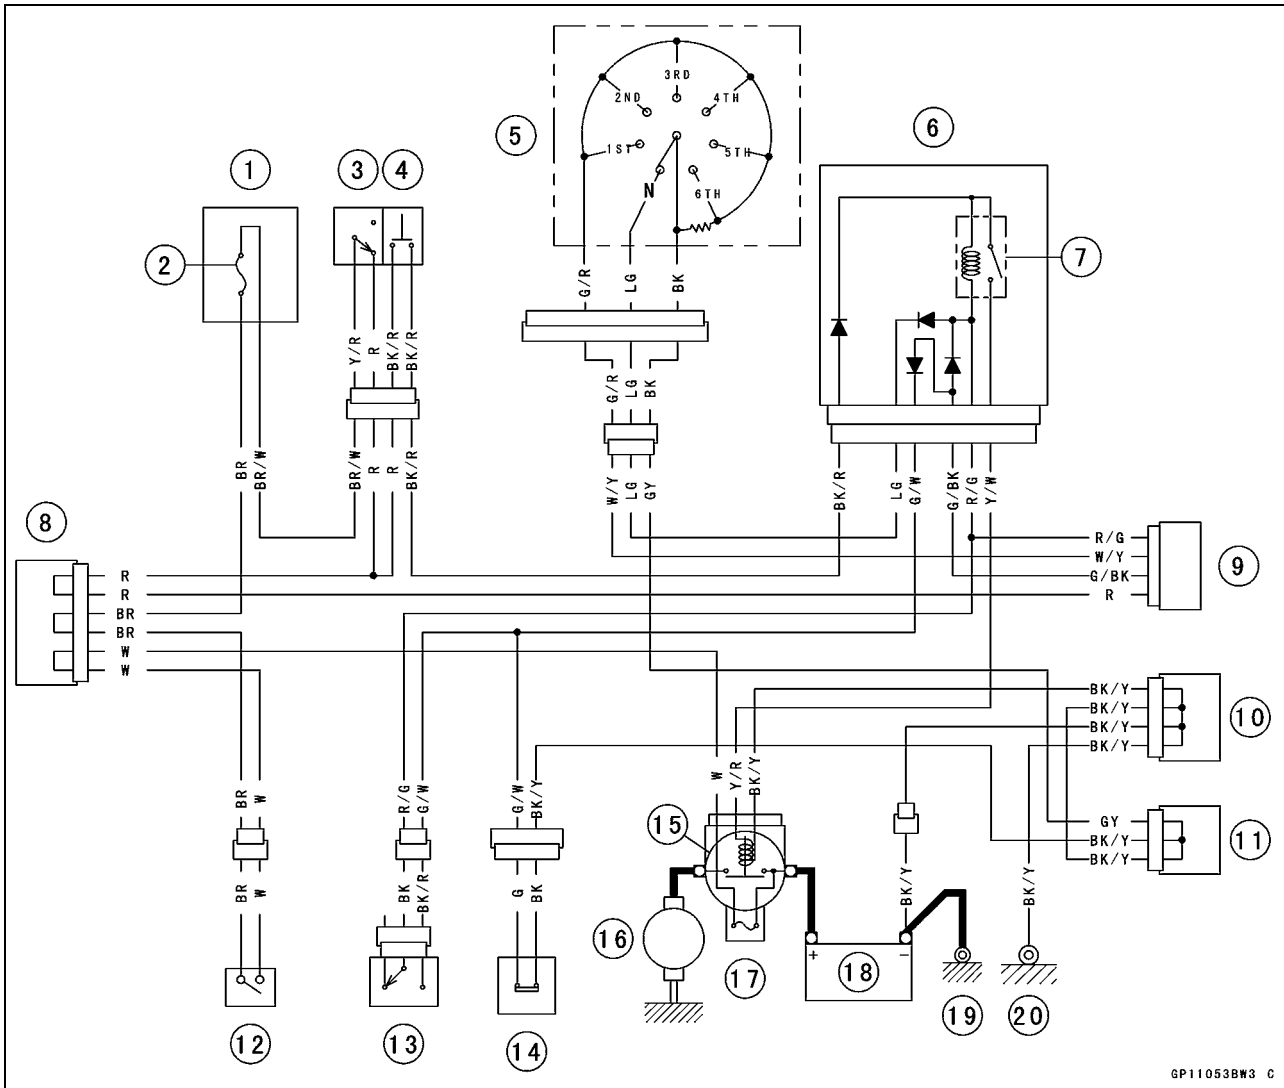 3RD
2ND
4TH
1ST
5TH
N
6TH
5
6
1
3
4
2
7
G/R
LG
BK
Y/R
R
BK/R
BK/R
G/R
LG
BK
BR
BR/W
BR/W
R
R
BK/R
W/Y
LG
GY
BK/R
LG
G/W
G/BK
R/G
Y/W
8
R/G
W/Y
G/BK
R
9
R
R
BR
BR
W
W
BK/Y
BK/Y
BK/Y
BK/Y
10
BR
W
R/G
G/W
G/W
BK/Y
W
Y/R
BK/Y
15
GY
BK/Y
BK/Y
11
BR
W
BK
BK/R
G
BK
BK/Y
BK/Y
16
17
+
18
−
12
13
14
19
20
GP11053BW3 C